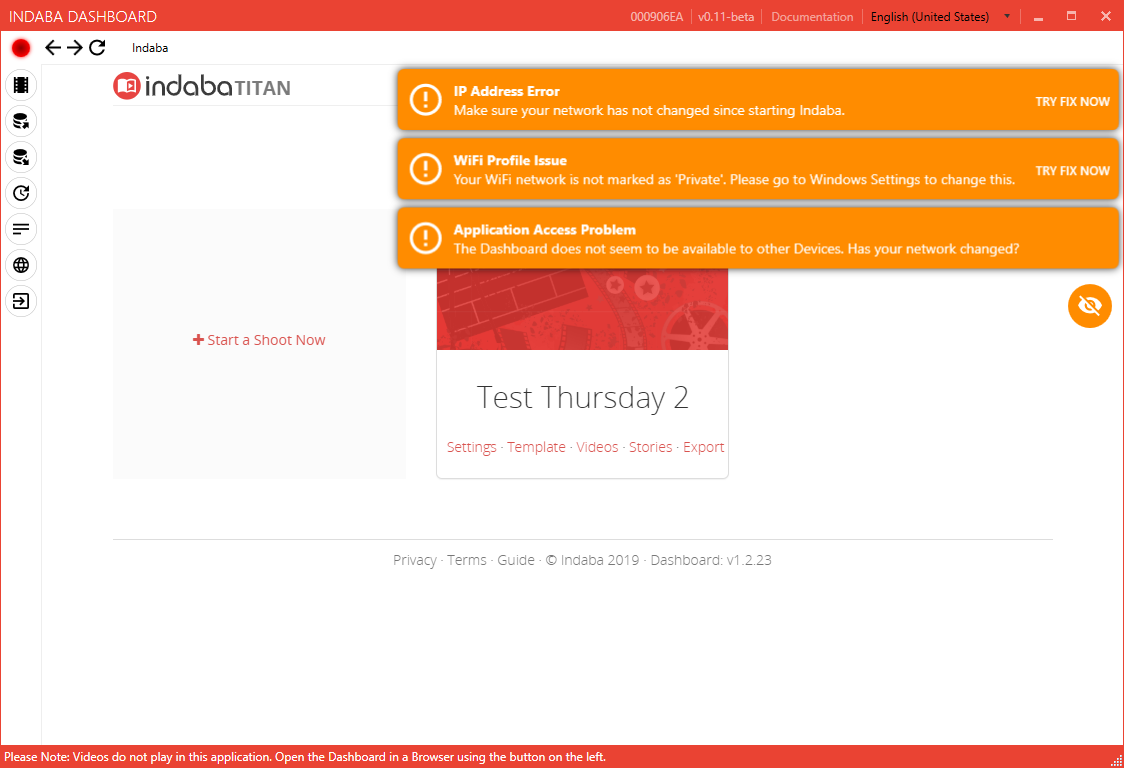 INDABA DASHBOARD
000906EA
v0.11-beta
Documentation
English (United States)
Indaba
indaba TITAN
IP Address Error
Make sure your network has not changed since starting Indaba.
TRY FIX NOW
WiFi Profile Issue
Your WiFi network is not marked as 'Private'. Please go to Windows Settings to change this.
TRY FIX NOW
Application Access Problem
The Dashboard does not seem to be available to other Devices. Has your network changed?
+ Start a Shoot Now
Test Thursday 2
Settings · Template · Videos · Stories · Export
Privacy · Terms · Guide · © Indaba 2019 · Dashboard: v1.2.23
Please Note: Videos do not play in this application. Open the Dashboard in a Browser using the button on the left.